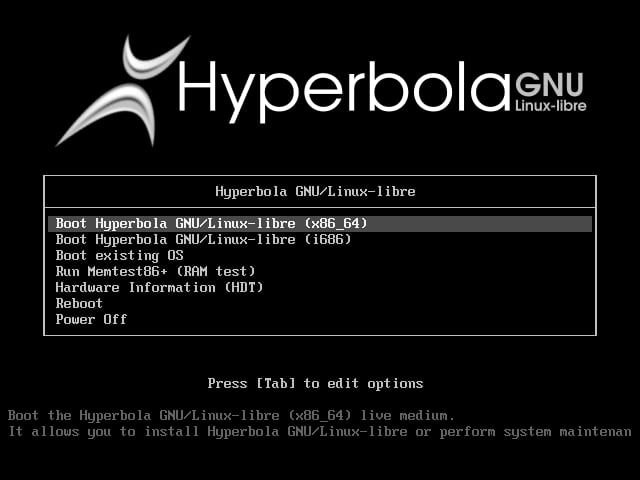 Hyperbola GNU
Linux-libre
Hyperbola GNU/Linux-libre
Boot Hyperbola GNU/Linux-libre (x86_64)
Boot Hyperbola GNU/Linux-libre (i686)
Boot existing OS
Run Memtest86+ (RAM test)
Hardware Information (HDT)
Reboot
Power Off
Press [Tab] to edit options
Boot the Hyperbola GNU/Linux-libre (x86_64) live medium.
It allows you to install Hyperbola GNU/Linux-libre or perform system maintenan